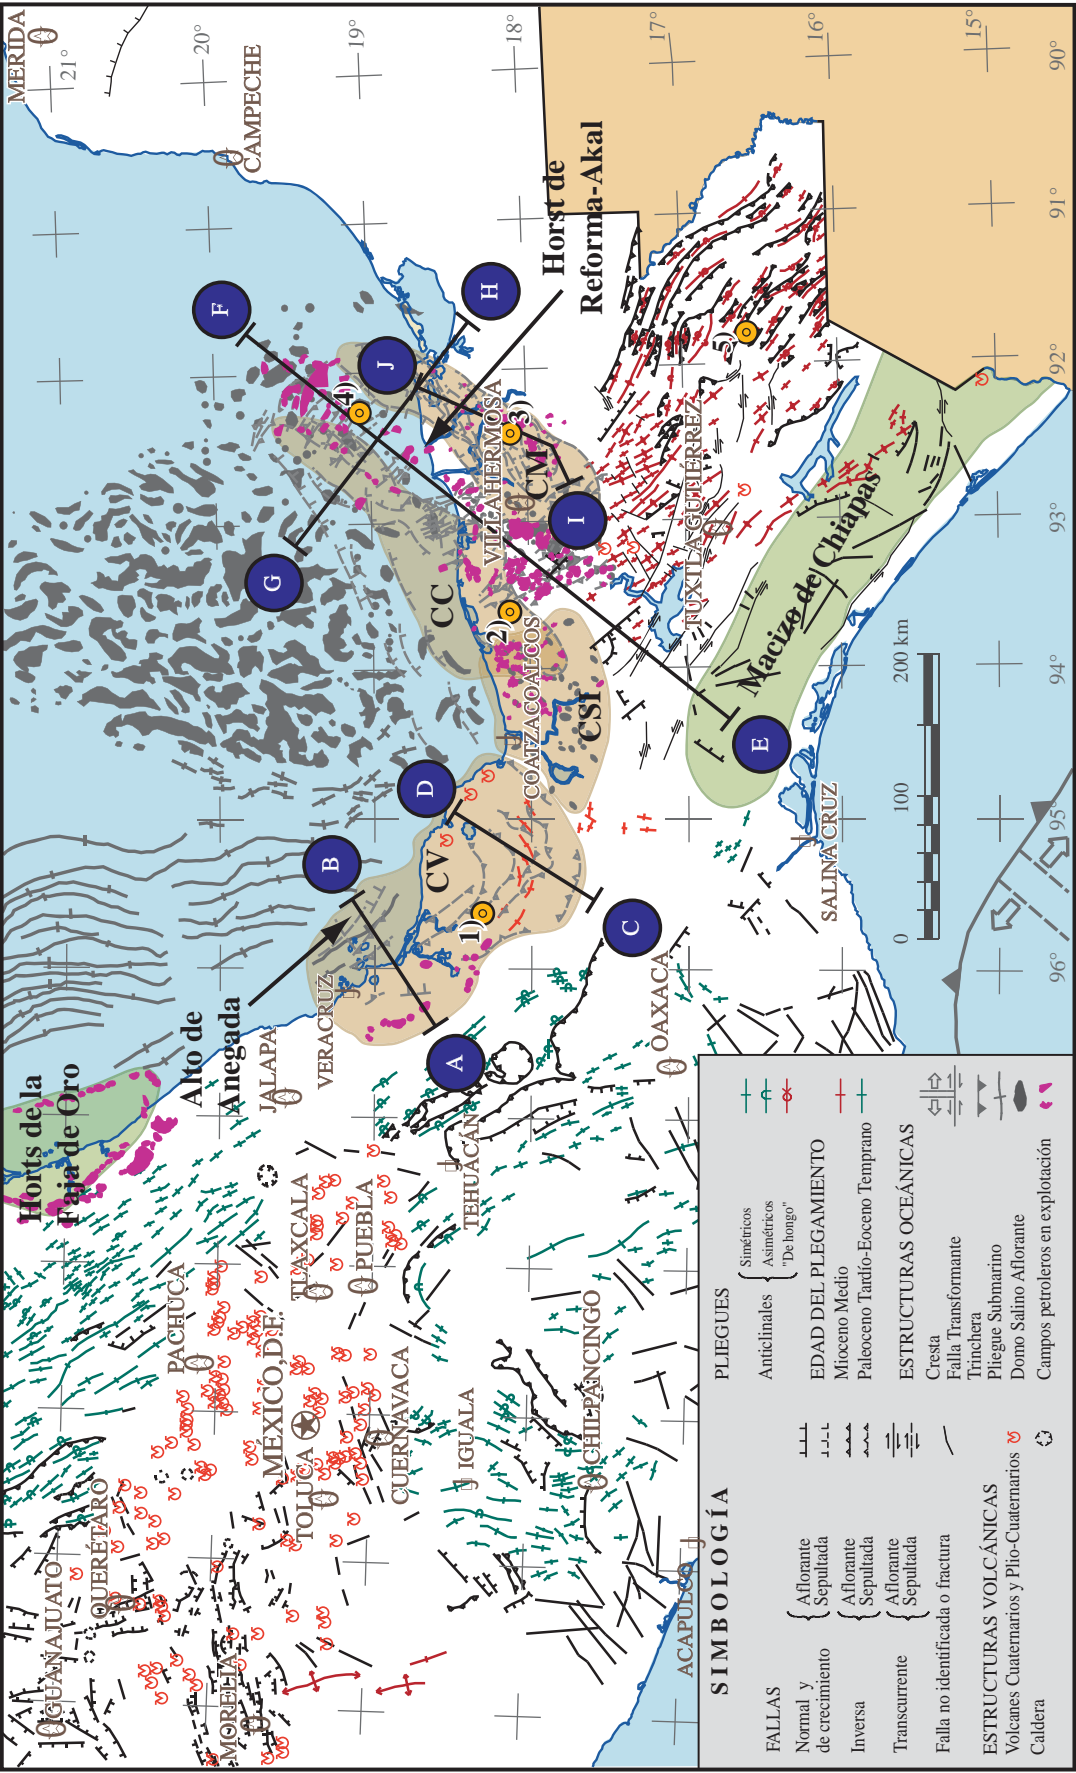 MERIDA
CAMPECHE
21°
20°
19°
18°
17°
16°
15°
90°
91°
92°
93°
94°
95°
96°
Horst de
Reforma-Akal
F
H
J
G
I
E
D
B
C
A
4)
3)
5)
2)
1)
VILLAHERMOSA
CM
CC
TUXTLA GUTIÉRREZ
Macizo de Chiapas
COATZACOALCOS
CSI
CV
SALINA CRUZ
0
100
200 km
Alto de
Anegada
VERACRUZ
JALAPA
OAXACA
Horts de la
Faja de Oro
TEHUACÁN
TLAXCALA
PUEBLA
PACHUCA
MÉXICO,D.F.
TOLUCA
CUERNAVACA
IGUALA
CHILPANCINGO
QUERÉTARO
GUANAJUATO
MORELIA
ACAPULCO
SIMBOLOGÍA
FALLAS
Normal y
de crecimiento
Aflorante
Sepultada
Inversa
Aflorante
Sepultada
Transcurrente
Aflorante
Sepultada
Falla no identificada o fractura
ESTRUCTURAS VOLCÁNICAS
Volcanes Cuaternarios y Plio-Cuaternarios
Caldera
PLIEGUES
Anticlinales
Simétricos
Asimétricos
"De hongo"
EDAD DEL PLEGAMIENTO
Mioceno Medio
Paleoceno Tardío-Eoceno Temprano
ESTRUCTURAS OCEÁNICAS
Cresta
Falla Transformante
Trinchera
Pliegue Submarino
Domo Salino Aflorante
Campos petroleros en explotación